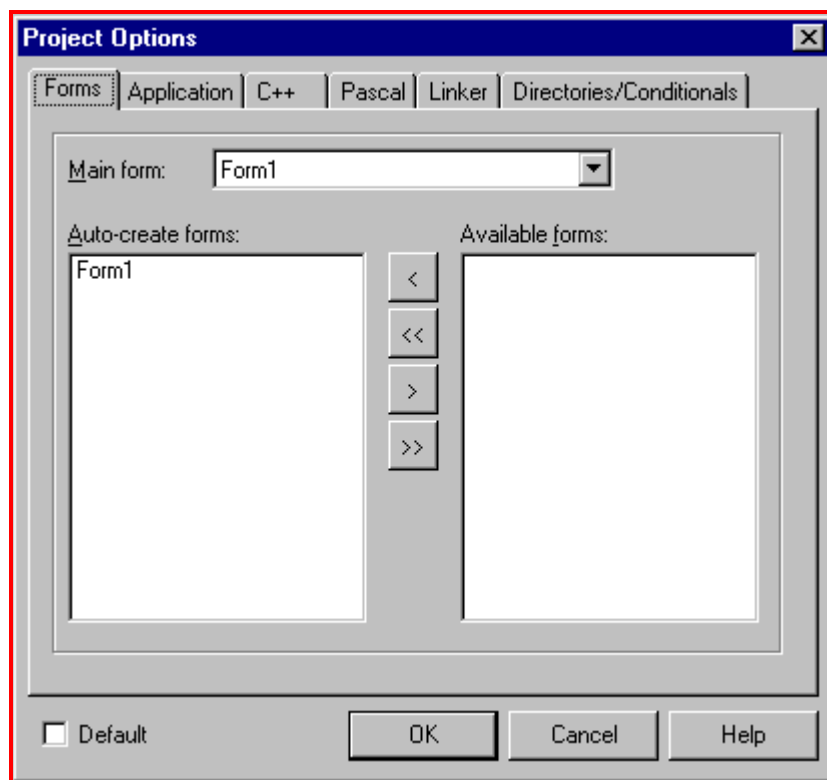 Project Options
Forms Application C++ Pascal Linker Directories/Conditionals
Main form: Form1
Auto-create forms: Available forms:
Form1
<
<<
>
>>
Default OK Cancel Help